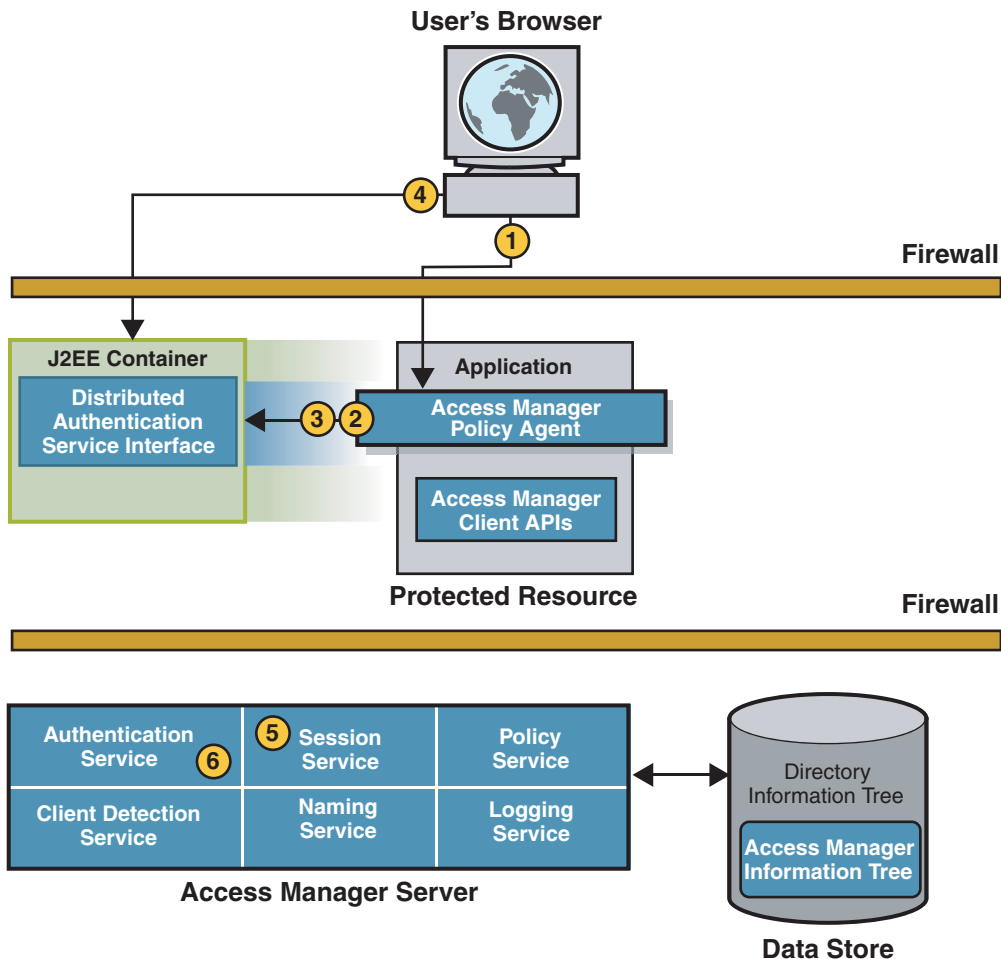 User's Browser
4
1
Firewall
J2EE Container
Distributed
Authentication
Service Interface
3
2
Application
Access Manager
Policy Agent
Access Manager
Client APIs
Protected Resource
Firewall
Authentication
Service
6
5
Session
Service
Policy
Service
Client Detection
Service
Naming
Service
Logging
Service
Access Manager Server
Directory
Information Tree
Access Manager
Information Tree
Data Store